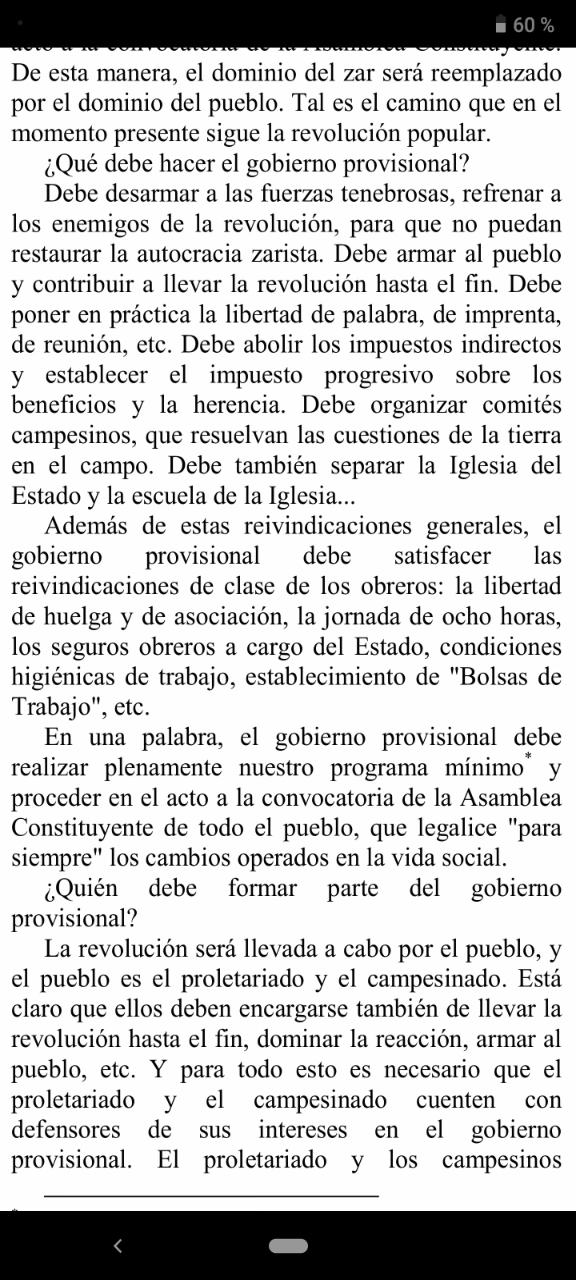 60 %
acto a la convocatoria de la Asamblea Constituyente.
De esta manera, el dominio del zar será reemplazado
por el dominio del pueblo. Tal es el camino que en el
momento presente sigue la revolución popular.
¿Qué debe hacer el gobierno provisional?
Debe desarmar a las fuerzas tenebrosas, refrenar a
los enemigos de la revolución, para que no puedan
restaurar la autocracia zarista. Debe armar al pueblo
y contribuir a llevar la revolución hasta el fin. Debe
poner en práctica la libertad de palabra, de imprenta,
de reunión, etc. Debe abolir los impuestos indirectos
y establecer el impuesto progresivo sobre los
beneficios y la herencia. Debe organizar comités
campesinos, que resuelvan las cuestiones de la tierra
en el campo. Debe también separar la Iglesia del
Estado y la escuela de la Iglesia...
Además de estas reivindicaciones generales, el
gobierno provisional debe satisfacer las
reivindicaciones de clase de los obreros: la libertad
de huelga y de asociación, la jornada de ocho horas,
los seguros obreros a cargo del Estado, condiciones
higiénicas de trabajo, establecimiento de "Bolsas de
Trabajo", etc.
En una palabra, el gobierno provisional debe
realizar plenamente nuestro programa mínimo* y
proceder en el acto a la convocatoria de la Asamblea
Constituyente de todo el pueblo, que legalice "para
siempre" los cambios operados en la vida social.
¿Quién debe formar parte del gobierno
provisional?
La revolución será llevada a cabo por el pueblo, y
el pueblo es el proletariado y el campesinado. Está
claro que ellos deben encargarse también de llevar la
revolución hasta el fin, dominar la reacción, armar al
pueblo, etc. Y para todo esto es necesario que el
proletariado y el campesinado cuenten con
defensores de sus intereses en el gobierno
provisional. El proletariado y los campesinos